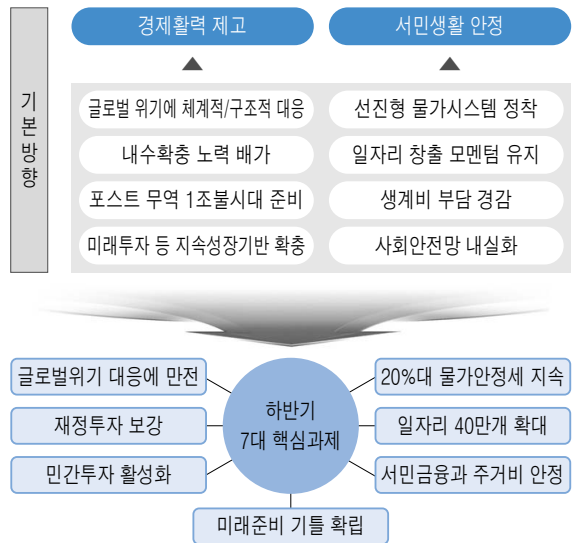 경제활력 제고
서민생활 안정
기본방향
글로벌 위기에 체계적/구조적 대응
선진형 물가시스템 정착
내수확충 노력 배가
일자리 창출 모멘텀 유지
포스트 무역 1조불시대 준비
생계비 부담 경감
미래투자 등 지속성장기반 확충
사회안전망 내실화
글로벌위기 대응에 만전
20%대 물가안정세 지속
하반기
7대 핵심과제
재정투자 보강
일자리 40만개 확대
민간투자 활성화
서민금융과 주거비 안정
미래준비 기틀 확립